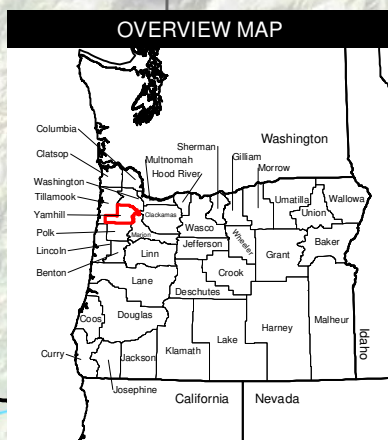 OVERVIEW MAP
Columbia
Clatsop
Washington
Tillamook
Yamhill
Polk
Lincoln
Benton
Sherman
Multnomah
Hood River
Washington
Gilliam
Morrow
Clackamas
Marion
Wasco
Umatilla
Wallowa
Union
Jefferson
Wheeler
Baker
Linn
Crook
Grant
Lane
Deschutes
Coos
Douglas
Malheur
Harney
Lake
Klamath
Curry
Jackson
Josephine
Idaho
California
Nevada